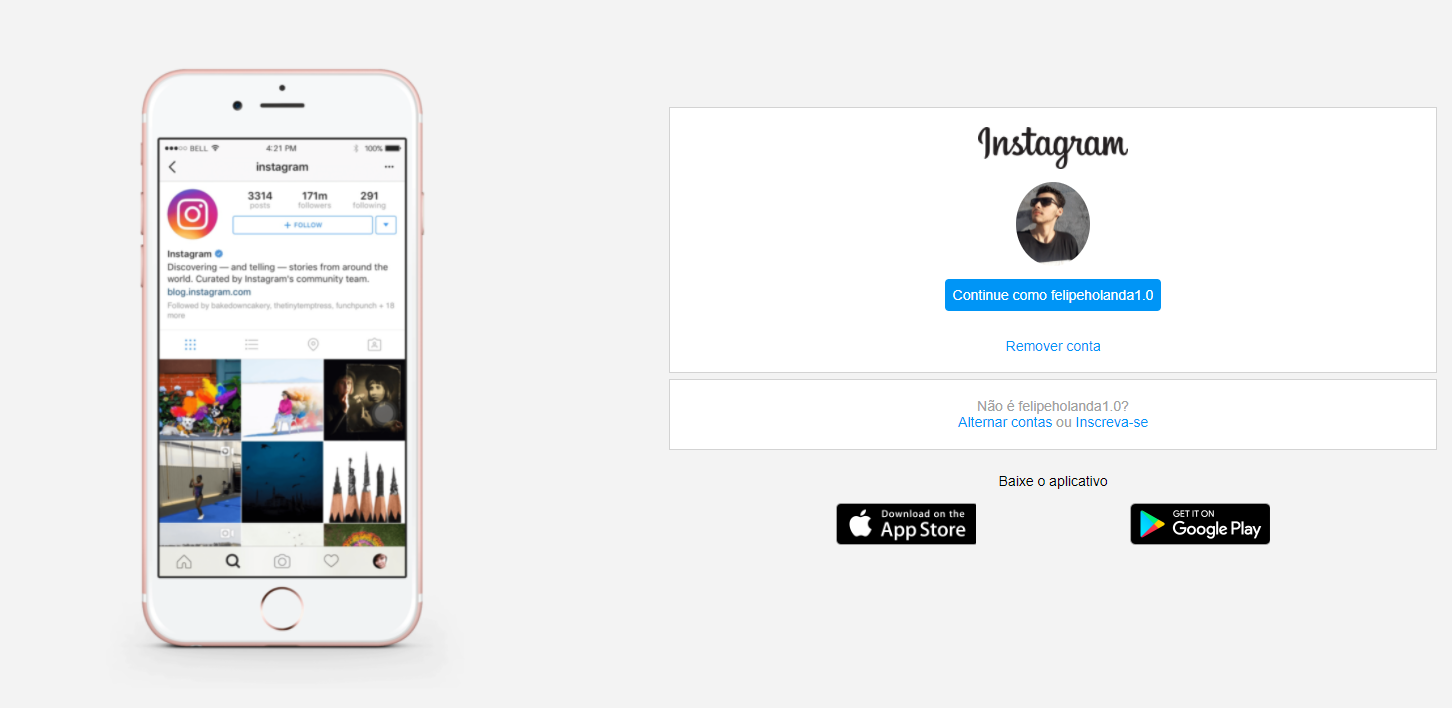 BELL
4:21 PM
100%
instagram
3314
171m
291
posts
followers
following
+ FOLLOW
Instagram
Discovering — and telling — stories from around the
world. Curated by Instagram's community team.
blog.instagram.com
Followed by bakedowncakery, thetinytemptress, lunchpunch + 18
more
Instagram
Continue como felipeholanda1.0
Remover conta
Não é felipeholanda1.0?
Alternar contas ou Inscreva-se
Baixe o aplicativo
Download on the
App Store
GET IT ON
Google Play